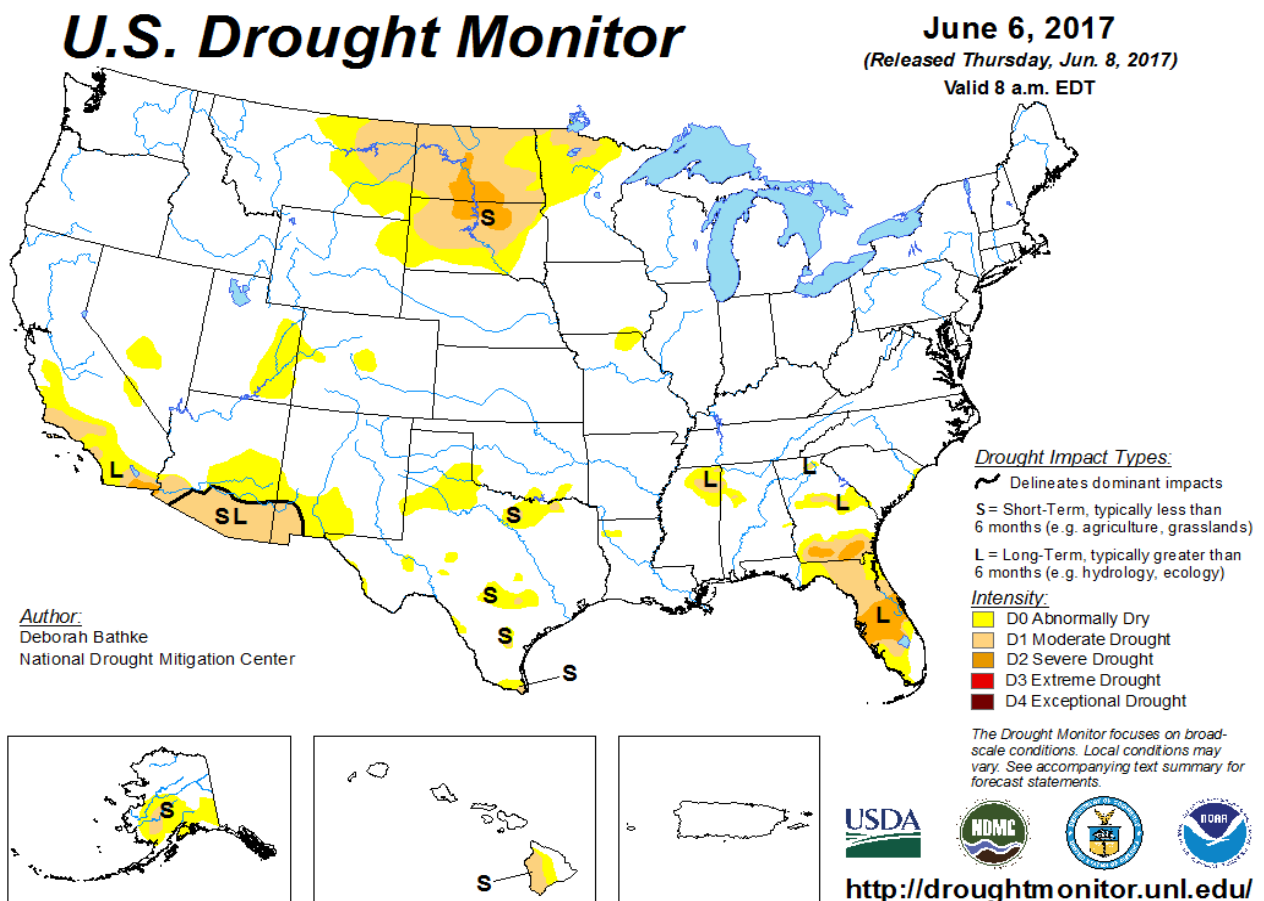 U.S. Drought Monitor
June 6, 2017
(Released Thursday, Jun. 8, 2017)
Valid 8 a.m. EDT
S
L
SL
S
S
S
S
L
L
L
L
Drought Impact Types:
Delineates dominant impacts
S = Short-Term, typically less than
6 months (e.g. agriculture, grasslands)
L = Long-Term, typically greater than
6 months (e.g. hydrology, ecology)
Intensity:
D0 Abnormally Dry
D1 Moderate Drought
D2 Severe Drought
D3 Extreme Drought
D4 Exceptional Drought
Author:
Deborah Bathke
National Drought Mitigation Center
S
S
The Drought Monitor focuses on broad-
scale conditions. Local conditions may
vary. See accompanying text summary for
forecast statements.
USDA
NDMC
NOAA
http://droughtmonitor.unl.edu/